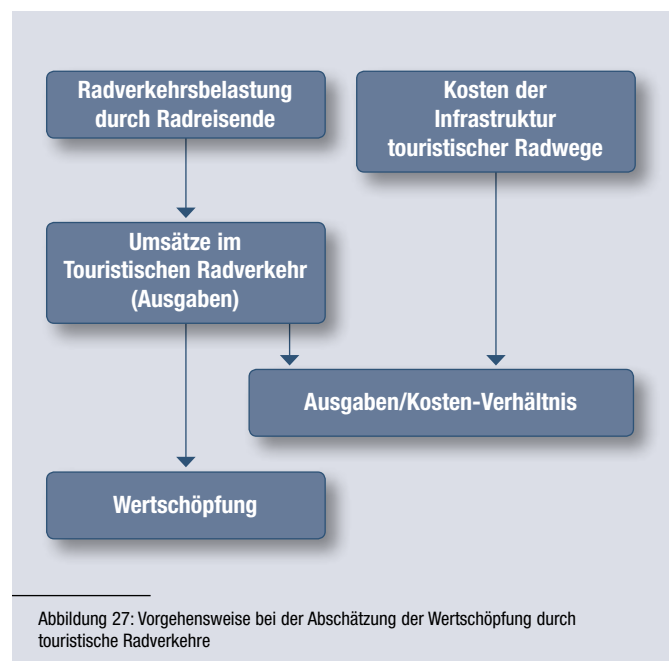 Radverkehrsbelastung
durch Radreisende
Kosten der
Infrastruktur
touristischer Radwege
Umsätze im
Touristischen Radverkehr
(Ausgaben)
Ausgaben/Kosten-Verhältnis
Wertschöpfung
Abbildung 27: Vorgehensweise bei der Abschätzung der Wertschöpfung durch
touristische Radverkehre